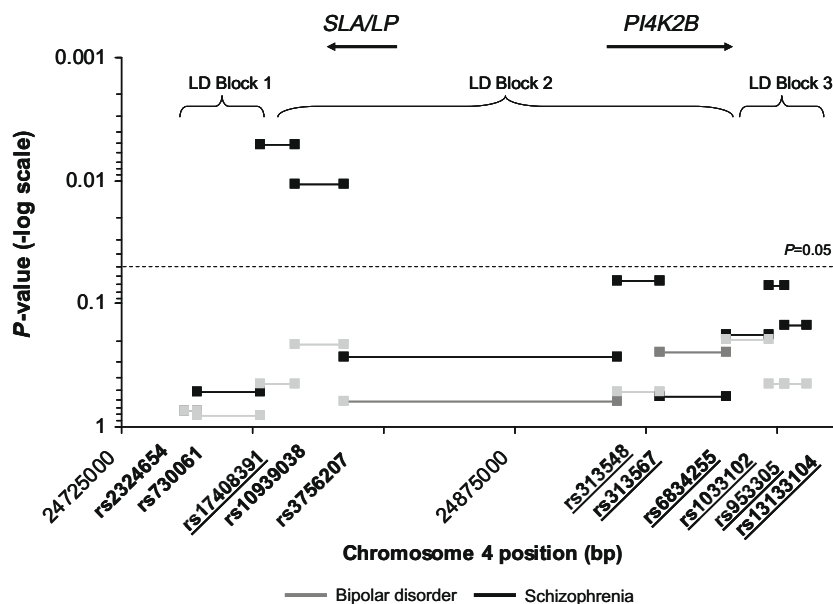 SLA/LP
PI4K2B
0.001
LD Block 1
LD Block 2
LD Block 3
0.01
P=0.05
0.1
1
P-value (-log scale)
24725000
rs2324654
rs730061
rs17408391
rs10939038
rs3756207
24875000
rs313548
rs313567
rs6834255
rs1033102
rs953305
rs13133104
Chromosome 4 position (bp)
Bipolar disorder
Schizophrenia